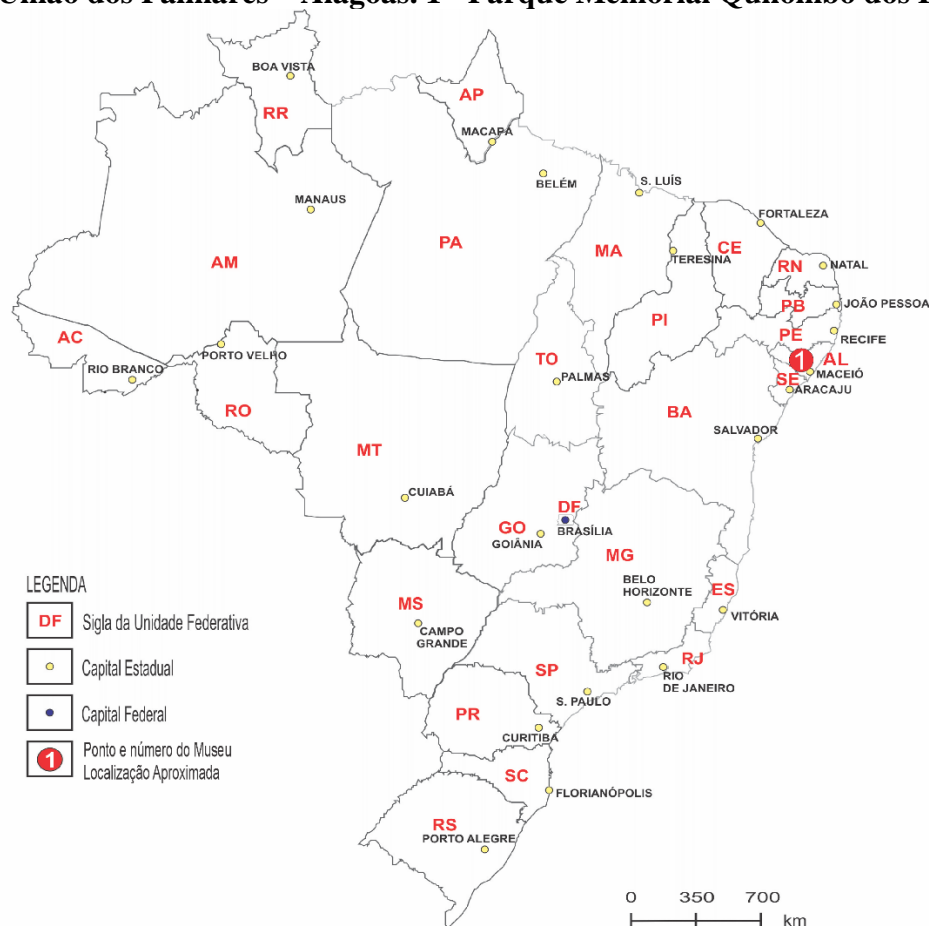 União dos Palmares – Alagoas: 1 - Parque Memorial Quilombo dos
BOA VISTA
RR
AP
MACAPÁ
BELÉM
S. LUÍS
MANAUS
FORTALEZA
PA
MA
TERESINA
CE
AM
RN
NATAL
PB
JOÃO PESSOA
PI
AC
PE
RECIFE
PORTO VELHO
TO
1
AL
RIO BRANCO
MACEIÓ
PALMAS
SE
ARACAJU
RO
BA
MT
SALVADOR
CUIABÁ
DF
GO
BRASÍLIA
GOIÂNIA
MG
BELO
HORIZONTE
ES
MS
VITÓRIA
CAMPO
GRANDE
RJ
SP
RIO
DE JANEIRO
S. PAULO
PR
CURITIBA
SC
FLORIANÓPOLIS
RS
PORTO ALEGRE
LEGENDA
DF Sigla da Unidade Federativa
Capital Estadual
Capital Federal
1 Ponto e número do Museu
Localização Aproximada
0 350 700
km